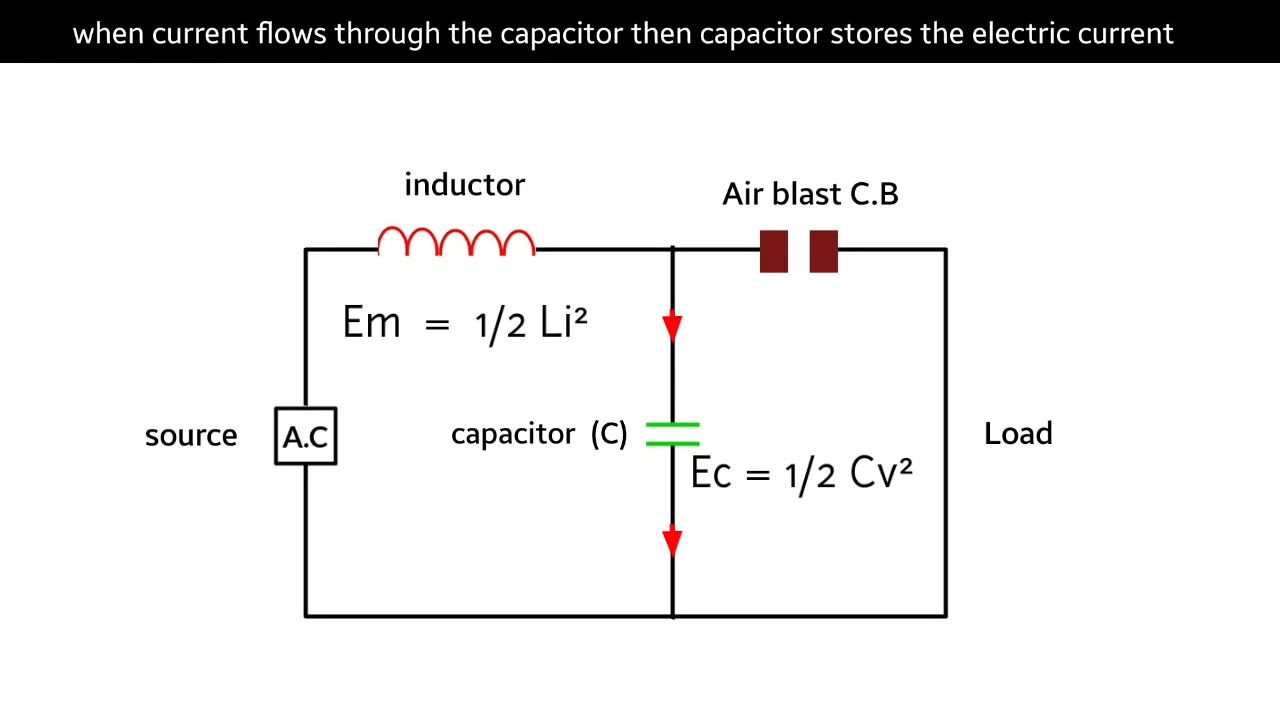 when current flows through the capacitor then capacitor stores the electric current
inductor
Air blast C.B
Em = 1/2 Li²
source
A.C
capacitor (C)
Load
Ec = 1/2 Cv²